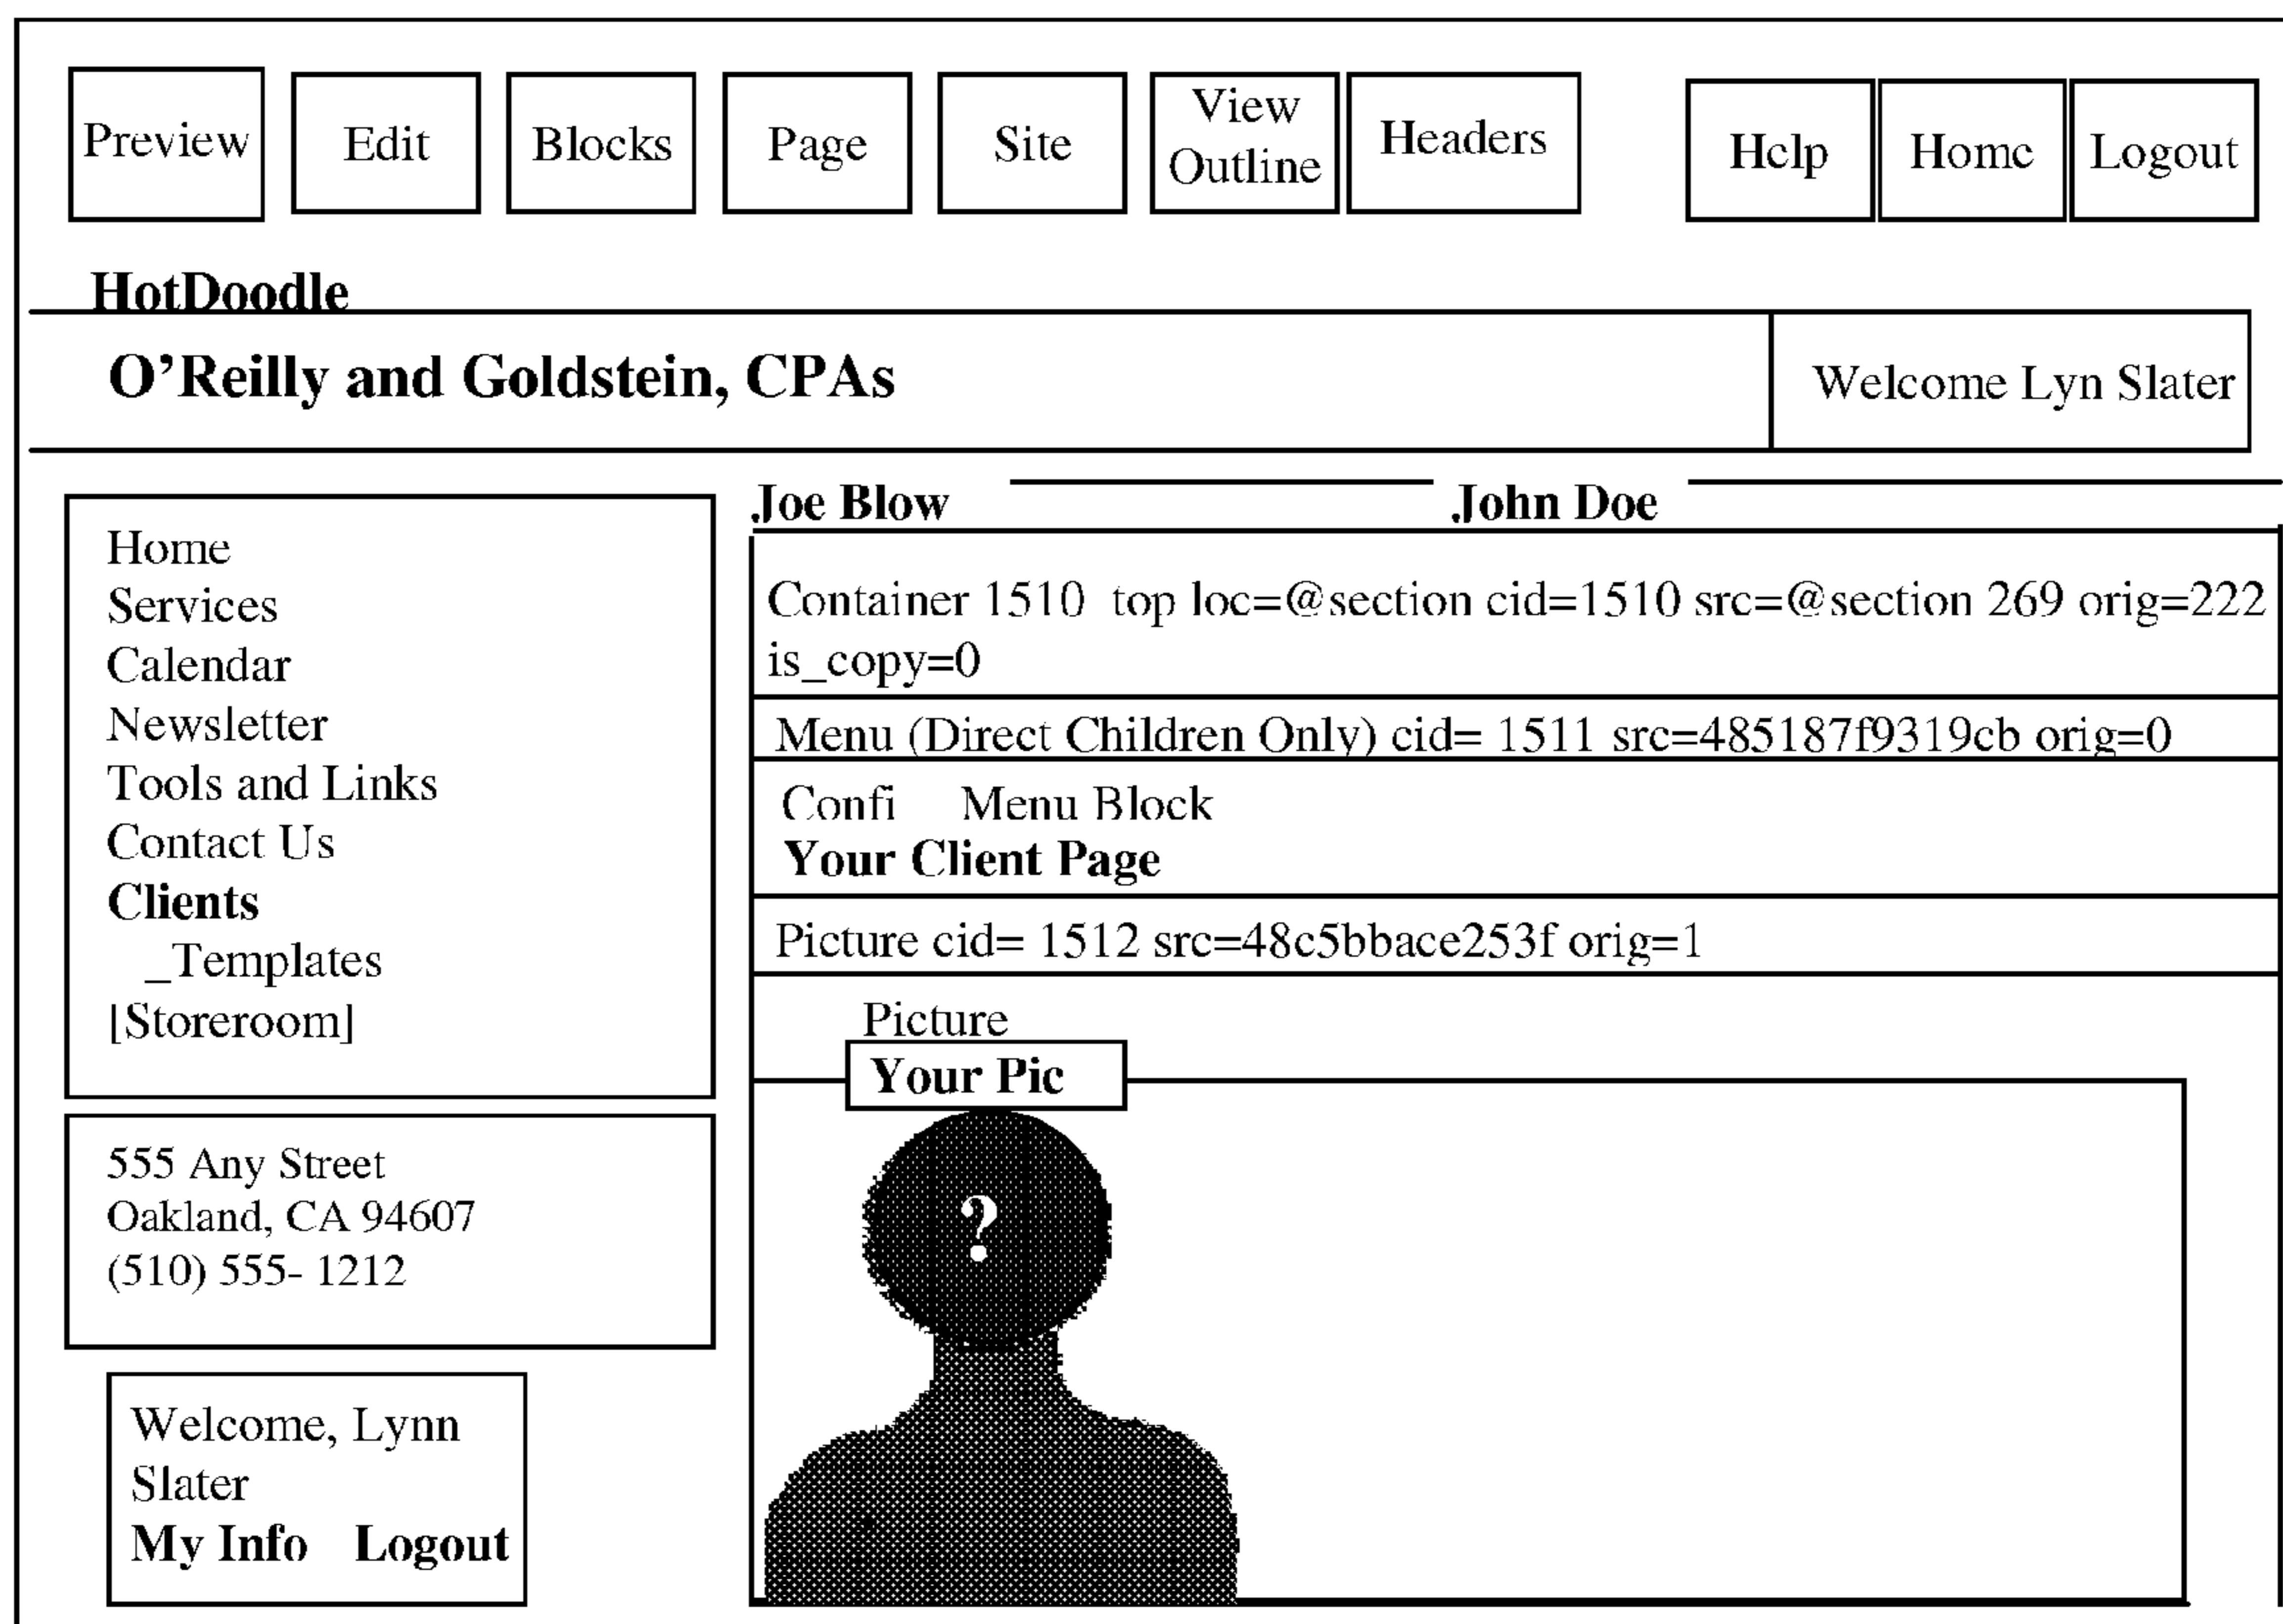 Preview Edit Blocks Page Site View Outline Headers Help Home Logout
HotDoodle
O'Reilly and Goldstein, CPAs
Welcome Lyn Slater
Home
Services
Calendar
Newsletter
Tools and Links
Contact Us
Clients
_Templates
[Storeroom]
555 Any Street
Oakland, CA 94607
(510) 555- 1212
Welcome, Lynn
Slater
My Info Logout
Joe Blow John Doe
Container 1510 top loc=@section cid=1510 src=@section 269 orig=222
is_copy=0
Menu (Direct Children Only) cid= 1511 src=485187f9319cb orig=0
Confi Menu Block
Your Client Page
Picture cid= 1512 src=48c5bbace253f orig=1
Picture
Your Pic
?